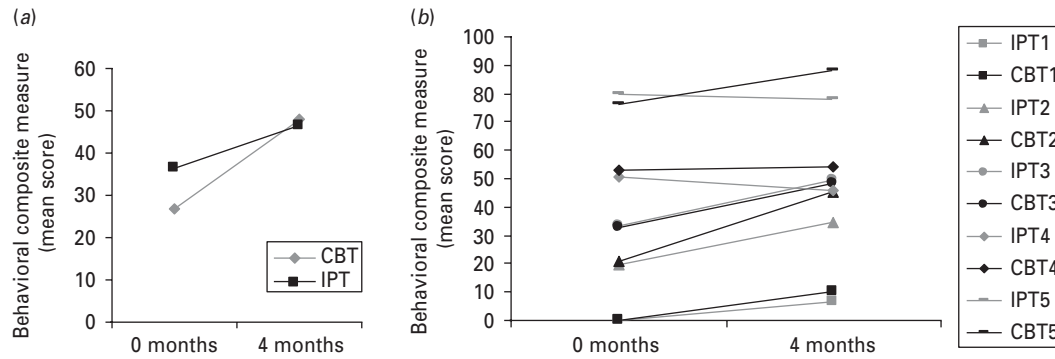 (a)
Behavioral composite measure
(mean score)
60
50
40
30
20
10
0
0 months
4 months
CBT
IPT
(b)
Behavioral composite measure
(mean score)
100
90
80
70
60
50
40
30
20
10
0
0 months
4 months
IPT1
CBT1
IPT2
CBT2
IPT3
CBT3
IPT4
CBT4
IPT5
CBT5